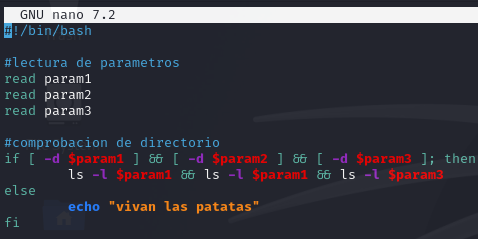 GNU nano 7.2
#!/bin/bash
#lectura de parametros
read param1
read param2
read param3
#comprobacion de directorio
if [ -d $param1 ] && [ -d $param2 ] && [ -d $param3 ]; then
ls -l $param1 && ls -l $param1 && ls -l $param3
else
echo "vivan las patatas"
fi